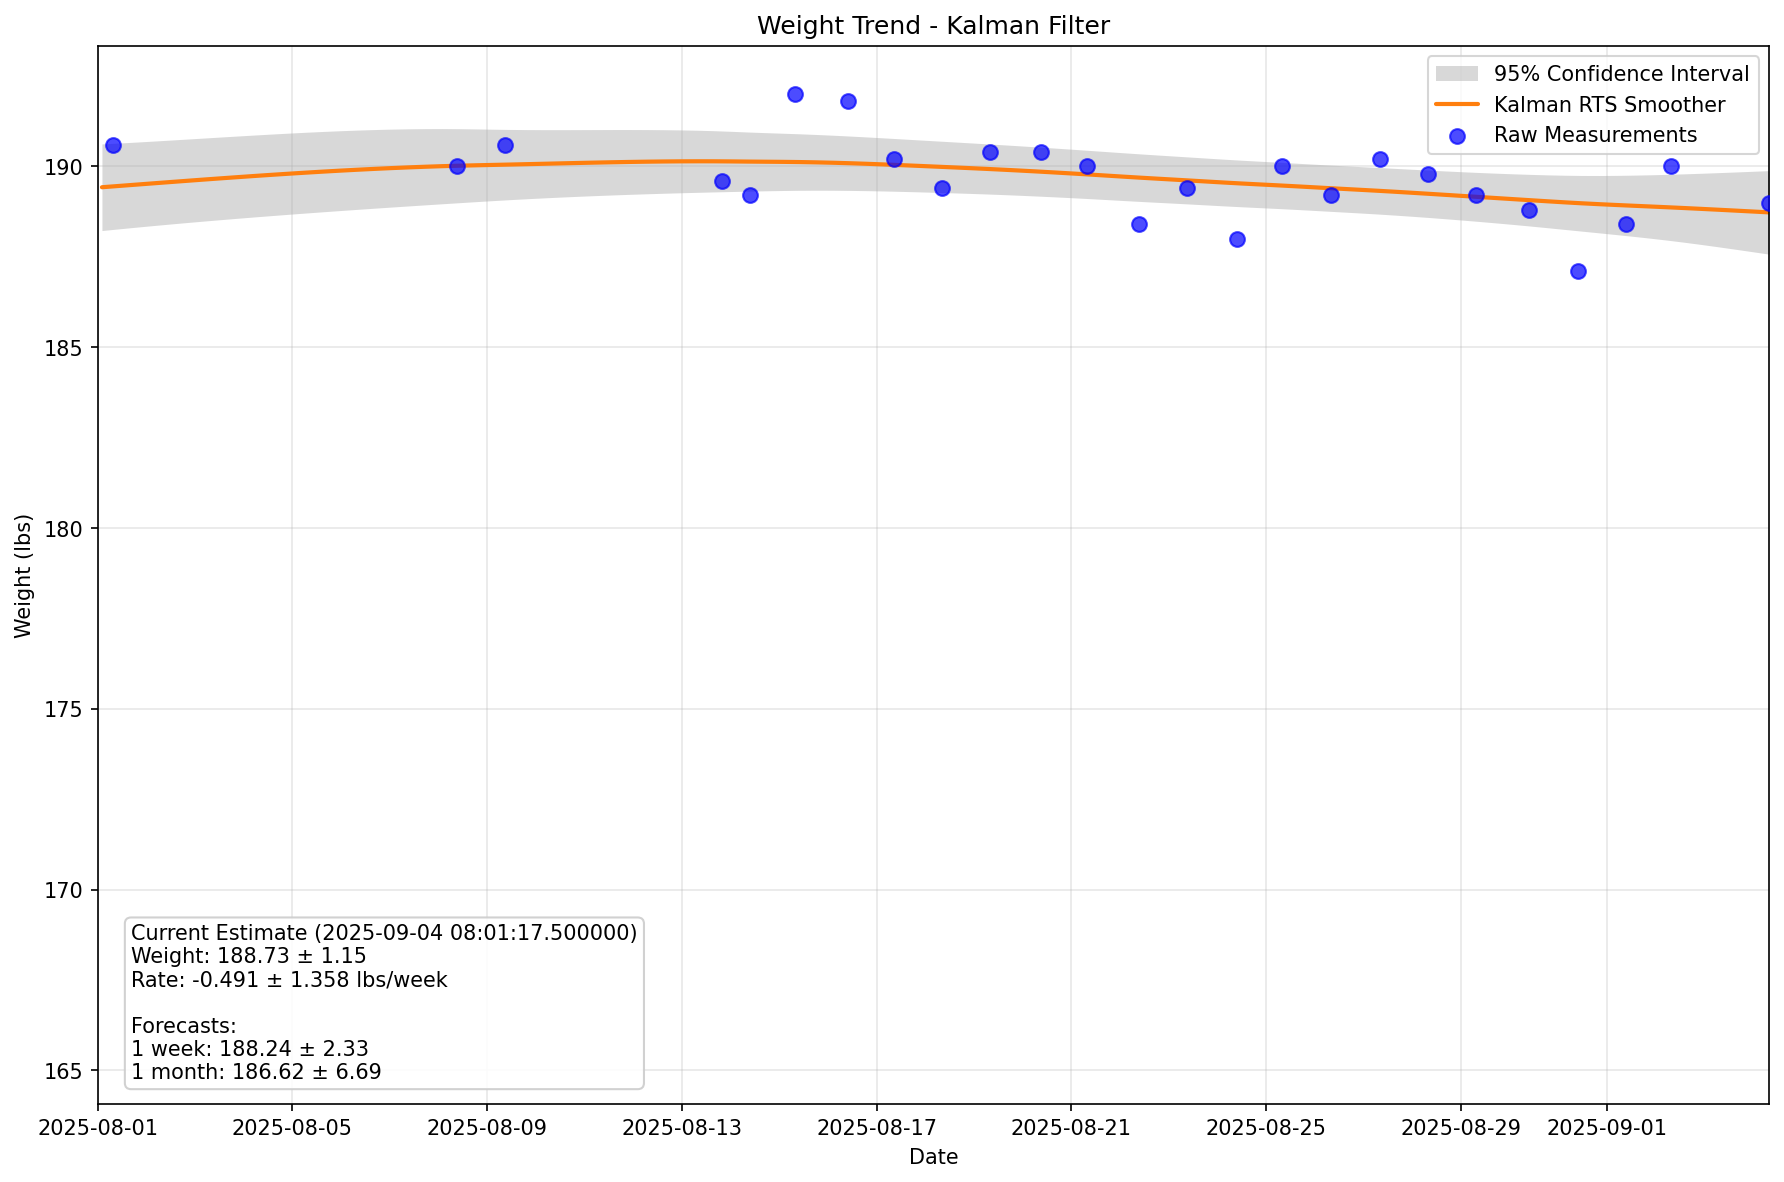 Weight Trend - Kalman Filter
95% Confidence Interval
Kalman RTS Smoother
Raw Measurements
Weight (lbs)
190
185
180
175
170
165
Current Estimate (2025-09-04 08:01:17.500000)
Weight: 188.73 ± 1.15
Rate: -0.491 ± 1.358 lbs/week
Forecasts:
1 week: 188.24 ± 2.33
1 month: 186.62 ± 6.69
2025-08-01 2025-08-05 2025-08-09 2025-08-13 2025-08-17 2025-08-21 2025-08-25 2025-08-29 2025-09-01
Date